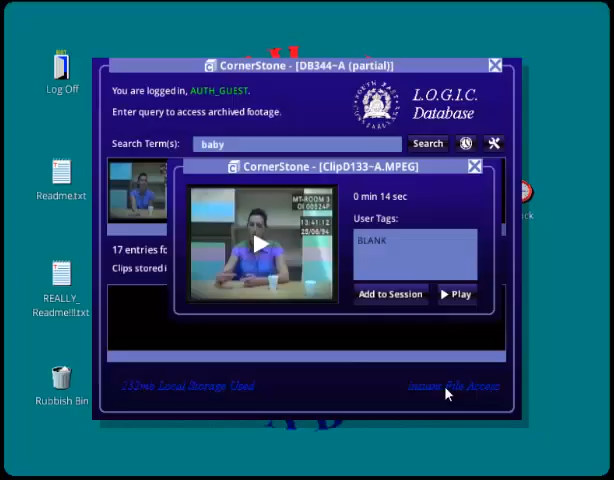 CornerStone - [DB344~A (partial)]
You are logged in, AUTH_GUEST.
Enter query to access archived footage.
L.O.G.I.C.
Database
Log Off
Search Term(s):
baby
Search
CornerStone - [ClipD133~A.MPEG]
MT-ROOM 3
13:41:12
25/06/94
0 min 14 sec
User Tags:
BLANK
Readme.txt
17 entries fo
Clips stored i
Add to Session
Play
REALLY_
Readme!!!.txt
232mb Local Storage Used
Instant File Access
Rubbish Bin